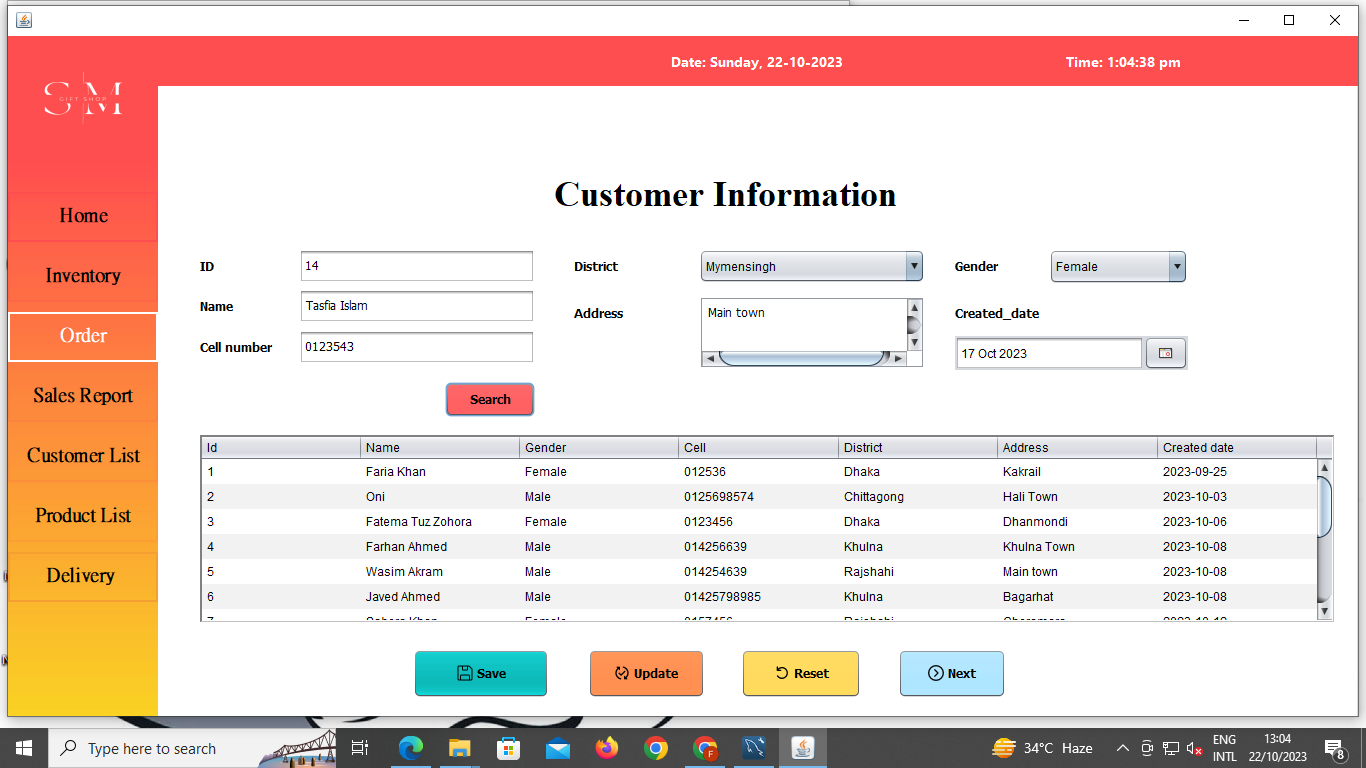 Date: Sunday, 22-10-2023 Time: 1:04:38 pm
SM
GIFT SHOP
Customer Information
Home
Inventory
Order
Sales Report
Customer List
Product List
Delivery
ID 14 District Mymensingh Gender Female
Name Tasfia Islam Address Main town Created_date
Cell number 0123543 17 Oct 2023
Search
Id Name Gender Cell District Address Created date
1 Faria Khan Female 012536 Dhaka Kakrail 2023-09-25
2 Oni Male 0125698574 Chittagong Hali Town 2023-10-03
3 Fatema Tuz Zohora Female 0123456 Dhaka Dhanmondi 2023-10-06
4 Farhan Ahmed Male 014256639 Khulna Khulna Town 2023-10-08
5 Wasim Akram Male 014254639 Rajshahi Main town 2023-10-08
6 Javed Ahmed Male 01425798985 Khulna Bagarhat 2023-10-08
Save Update Reset Next
Type here to search 34°C Haze ENG 13:04
INTL 22/10/2023 8